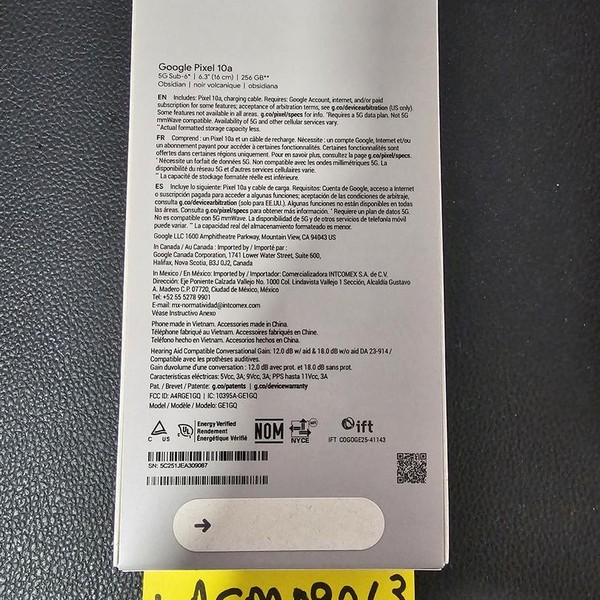 Google Pixel 10a
5G Sub-6* | 6.3" (16 cm) | 256 GB**
Obsidian | noir volcanique | obsidiana
EN Includes: Pixel 10a, charging cable. Requires: Google Account, internet, and/or paid
subscription for some features; acceptance of arbitration terms, see g.co/devicearbitration (US only).
Some features not available in all areas. g.co/pixel/specs for info. *Requires a 5G data plan. Not 5G
mmWave compatible. Availability of 5G and other cellular services vary.
**Actual formatted storage capacity less.
FR Comprend : un Pixel 10a et un câble de recharge. Nécessite : un compte Google, Internet et/ou
un abonnement payant pour accéder à certaines fonctionnalités. Certaines fonctionnalités sont
offertes dans certaines régions uniquement. Pour en savoir plus, consultez la page g.co/pixel/specs.
* Nécessite un forfait de données 5G. Non compatible avec les ondes millimétriques 5G. La
disponibilité du réseau 5G et d'autres services cellulaires varie.
** La capacité de stockage formatée réelle est inférieure.
ES Incluye lo siguiente: Pixel 10a y cable de carga. Requisitos: Cuenta de Google, acceso a Internet
o suscripción pagada para acceder a algunas funciones; aceptación de las condiciones de arbitraje,
consulta g.co/devicearbitration (solo para EE.UU.). Algunas funciones no están disponibles en todas
las áreas. Consulta g.co/pixel/specs para obtener más información. * Requiere un plan de datos 5G.
No es compatible con 5G mmWave. La disponibilidad de 5G y de otros servicios de telefonía móvil
puede variar. ** La capacidad real del almacenamiento formateado es menor.
Google LLC 1600 Amphitheatre Parkway, Mountain View, CA 94043 US
In Canada / Au Canada : Imported by / Importé par :
Google Canada Corporation, 1741 Lower Water Street, Suite 600,
Halifax, Nova Scotia, B3J 0J2, Canada
In Mexico / En México: Imported by / Importador: Comercializadora INTCOMEX S.A. de C.V.
Dirección: Eje Poniente Calzada Vallejo No. 1000 Col. Lindavista Vallejo 1 Sección, Alcaldía Gustavo
A. Madero C.P. 07720, Ciudad de México, México
Tel: +52 55 5278 9901
E-mail: mx-normatividad@intcomex.com
Véase Instructivo Anexo
Phone made in Vietnam. Accessories made in China.
Téléphone fabriqué au Vietnam. Accessoires fabriqués en Chine.
Teléfono hecho en Vietnam. Accesorios hechos en China.
Hearing Aid Compatible Conversational Gain: 12.0 dB w/ aid & 18.0 dB w/o aid DA 23-914 /
Compatible avec les prothèses auditives.
Gain duvolume d'une conversation : 12.0 dB avec prot. et 18.0 dB sans prot.
Características eléctricas: 5Vcc, 3A; 9Vcc, 3A; PPS hasta 11Vcc, 3A
Pat. / Brevet / Patente: g.co/patents | g.co/devicewarranty
FCC ID: A4RGE1GQ | IC: 10395A-GE1GQ
Model / Modèle / Modelo: GE1GQ
C US UL Energy Verified
Rendement
Énergétique Vérifié
NOM NYCE
ift
IFT COGOGE25-41143
SN: 5C251JEA309087